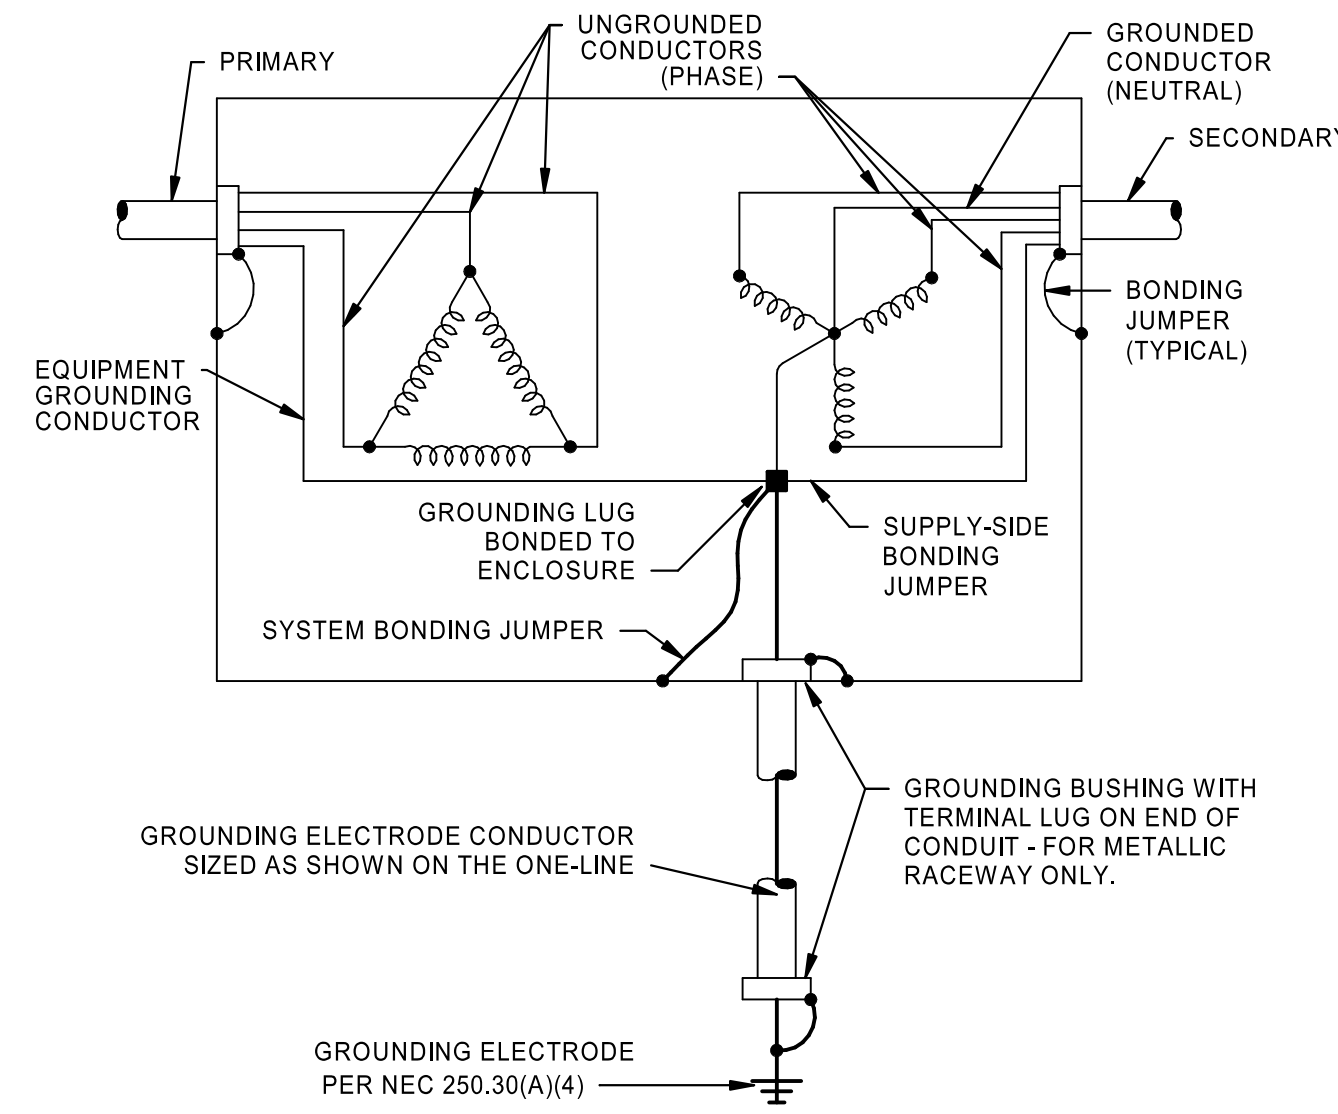 UNGROUNDED
CONDUCTORS
(PHASE)
GROUNDED
CONDUCTOR
(NEUTRAL)
PRIMARY
SECONDARY
BONDING
JUMPER
(TYPICAL)
EQUIPMENT
GROUNDING
CONDUCTOR
GROUNDING LUG
BONDED TO
ENCLOSURE
SUPPLY-SIDE
BONDING
JUMPER
SYSTEM BONDING JUMPER
GROUNDING BUSHING WITH
TERMINAL LUG ON END OF
CONDUIT - FOR METALLIC
RACEWAY ONLY.
GROUNDING ELECTRODE CONDUCTOR
SIZED AS SHOWN ON THE ONE-LINE
GROUNDING ELECTRODE
PER NEC 250.30(A)(4)